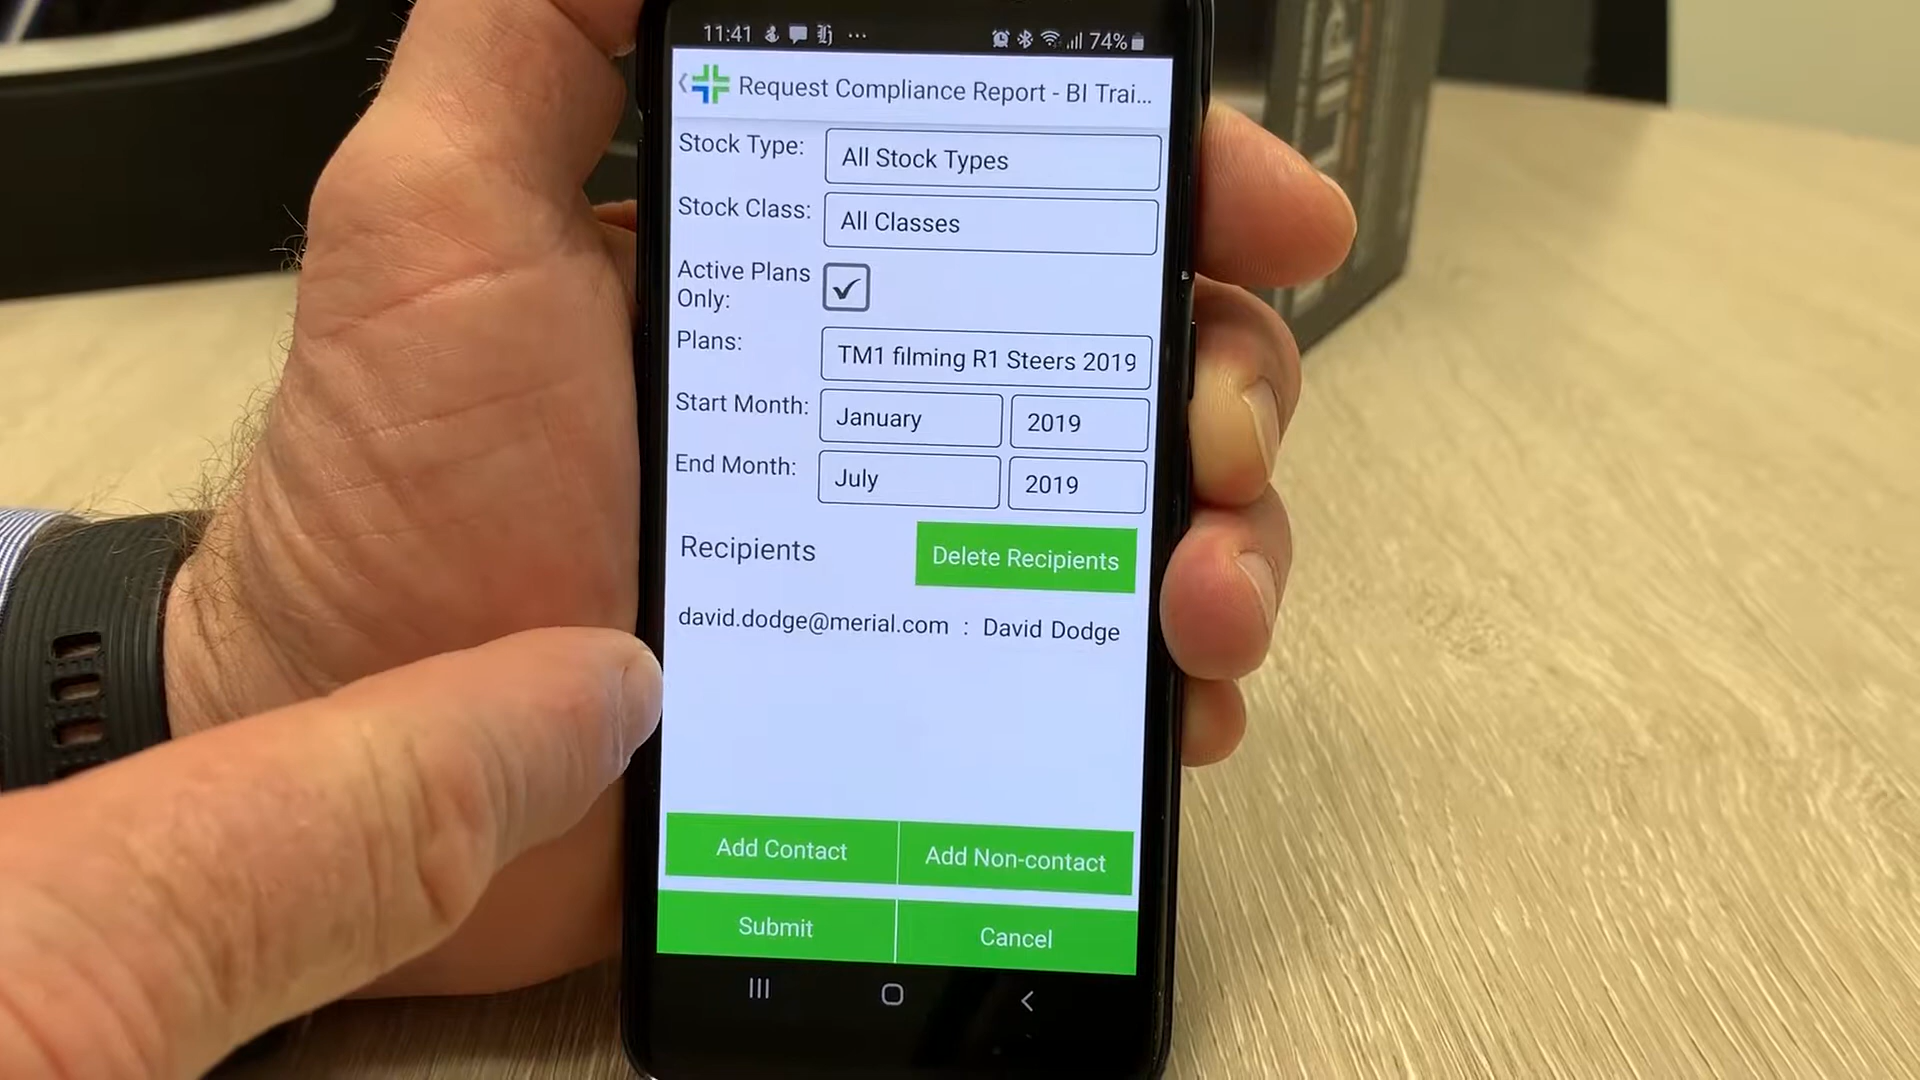 11:41 ... 74%
Request Compliance Report - BI Trai...
Stock Type: All Stock Types
Stock Class: All Classes
Active Plans
Only:
Plans: TM1 filming R1 Steers 2019
Start Month: January 2019
End Month: July 2019
Recipients Delete Recipients
david.dodge@merial.com : David Dodge
Add Contact Add Non-contact
Submit Cancel